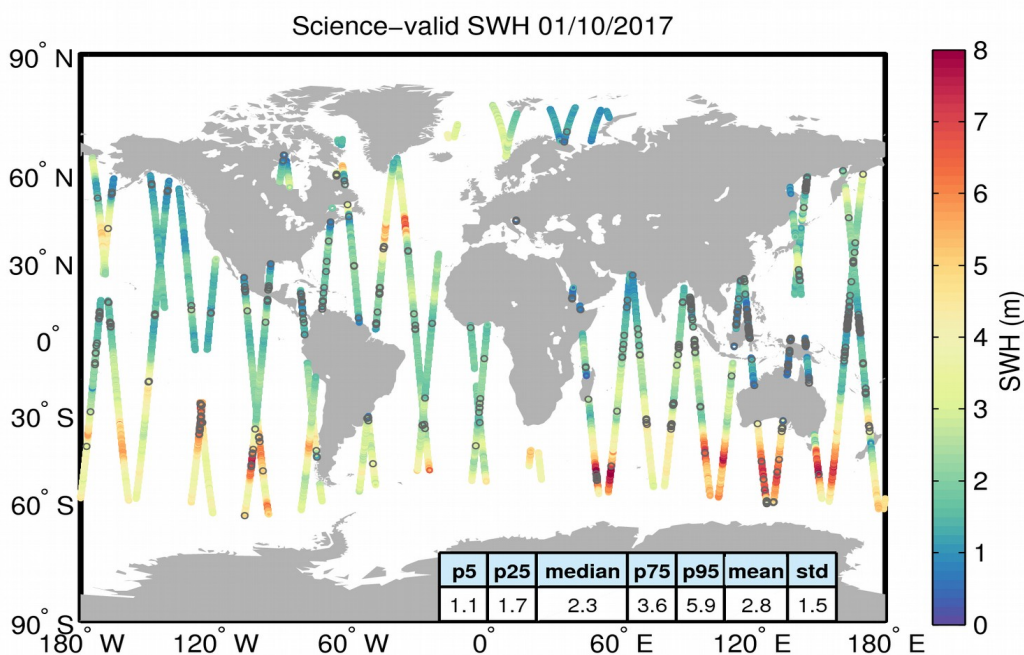 Science−valid SWH 01/10/2017
90° N
60° N
30° N
0°
30° S
60° S
90° S
180° W
120° W
60° W
0°
60° E
120° E
180° E
p5 p25 median p75 p95 mean std
1.1 1.7 2.3 3.6 5.9 2.8 1.5
8
7
6
5
4
3
2
1
0
SWH (m)